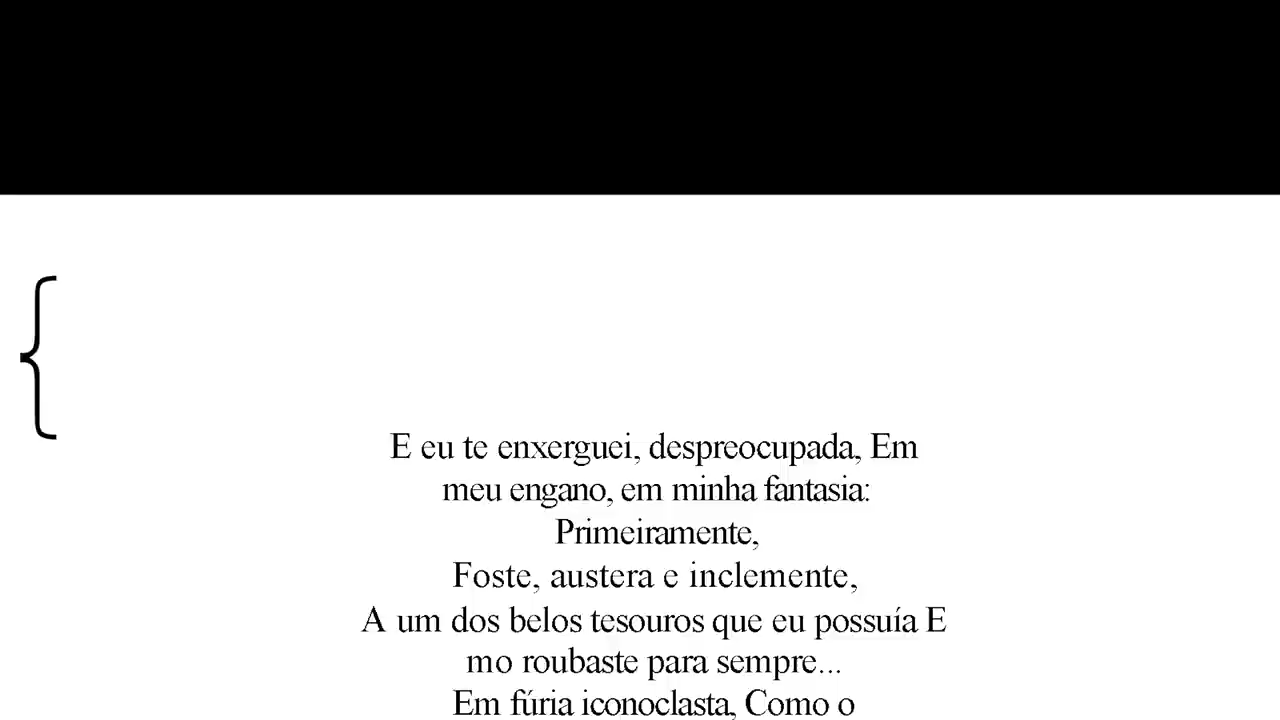 E eu te enxerguei, despreocupada, Em
meu engano, em minha fantasia:
Primeiramente,
Foste, austera e inclemente,
A um dos belos tesouros que eu possuía E
mo roubaste para sempre...
Em fúria iconoclasta, Como o